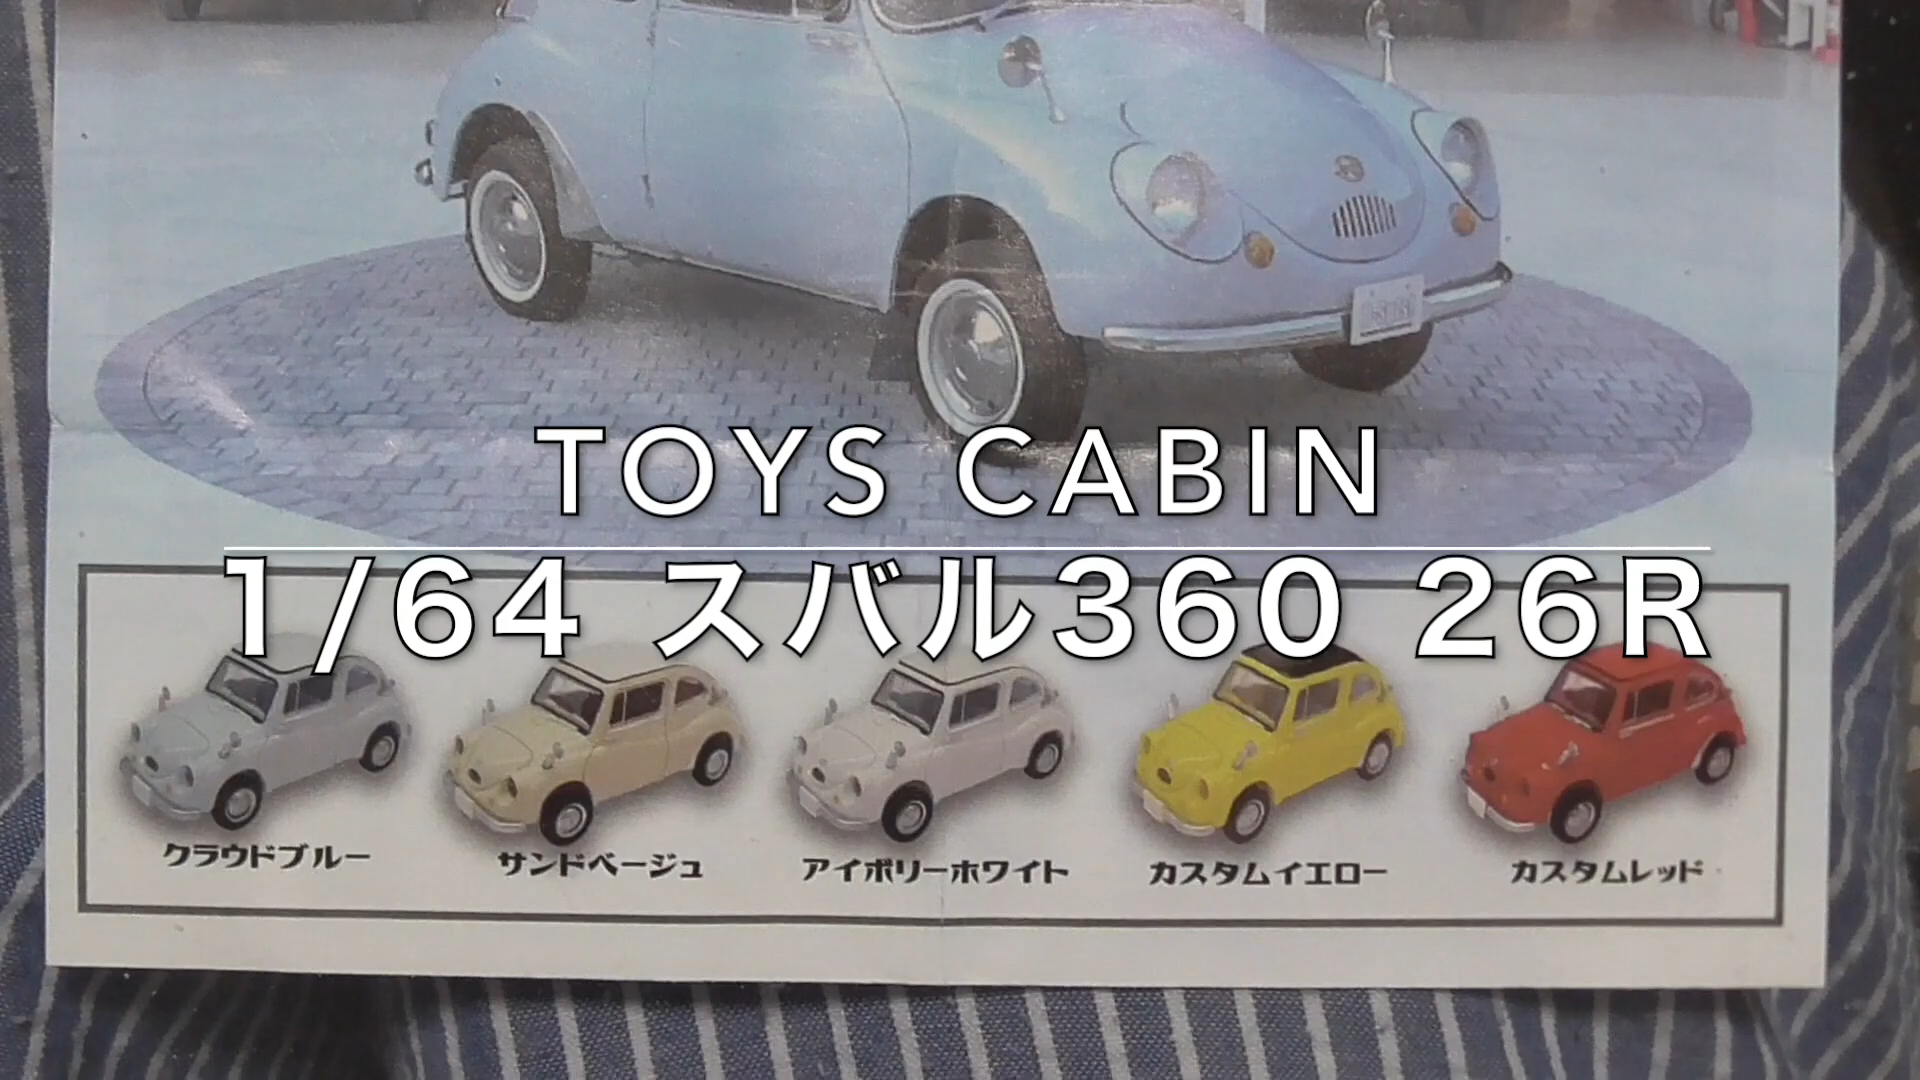 TOYS CABIN
1/64 スバル360 26R
クラウドブルー
サンドベージュ
アイボリーホワイト
カスタムイエロー
カスタムレッド